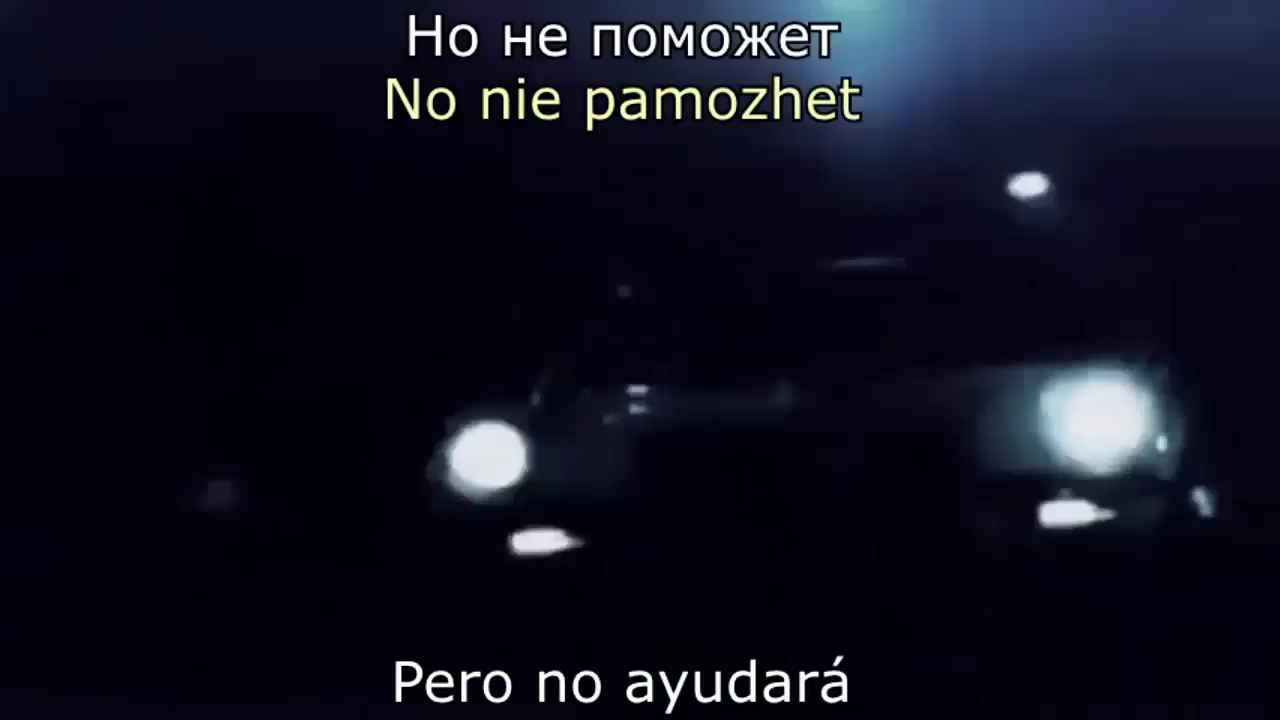 Но не поможет
No nie pamozhet
Pero no ayudará